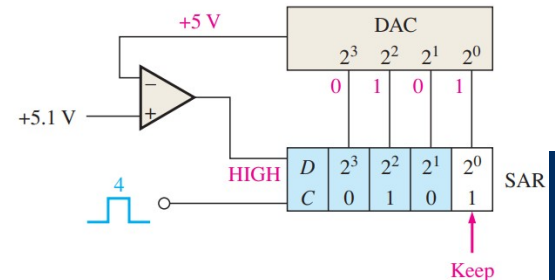 +5 V
DAC
2³ 2² 2¹ 2⁰
0 1 0 1
−
+
+5.1 V
HIGH
D 2³ 2² 2¹ 2⁰
SAR
C 0 1 0 1
4
Keep